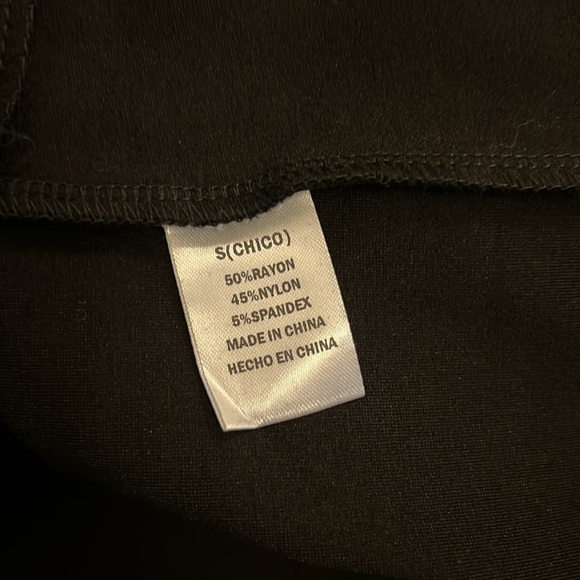 S(CHICO)
50%RAYON
45%NYLON
5%SPANDEX
MADE IN CHINA
HECHO EN CHINA